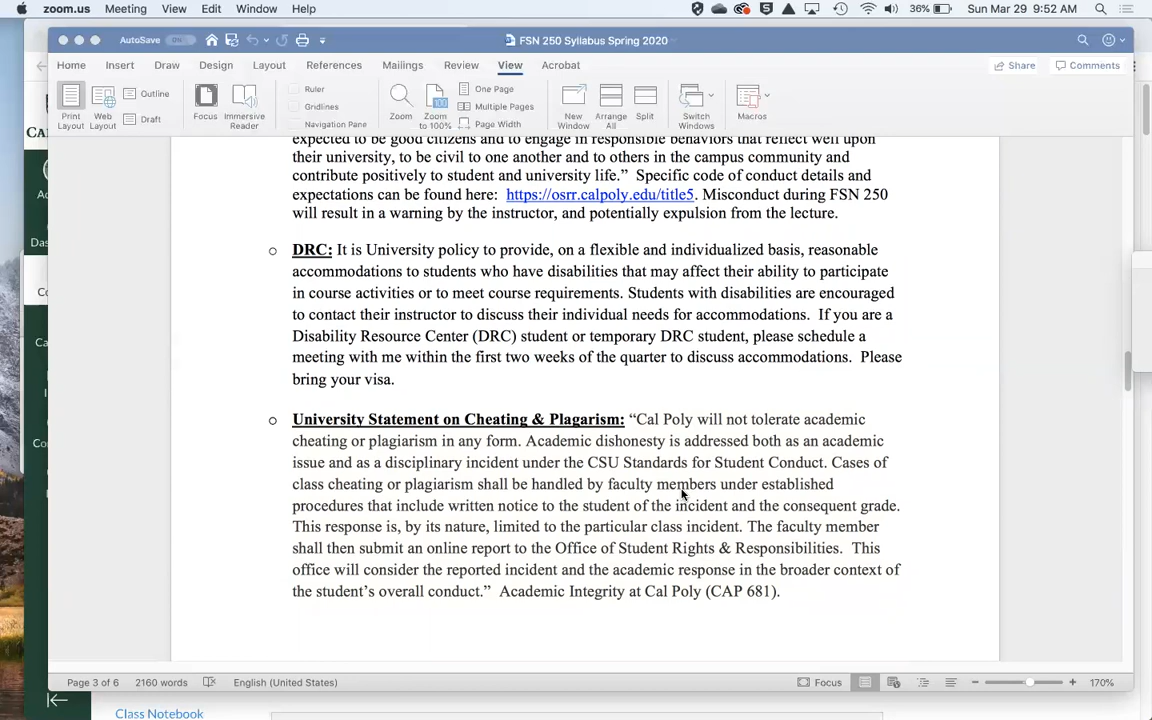 zoom.us Meeting View Edit Window Help 36% Sun Mar 29 9:52 AM
AutoSave FSN 250 Syllabus Spring 2020
Home Insert Draw Design Layout References Mailings Review View Acrobat Share Comments
Print Layout Web Layout Outline Draft Focus Immersive Reader Ruler Gridlines Navigation Pane Zoom Zoom to 100% One Page Multiple Pages Page Width New Window Arrange All Split Switch Windows Macros
expected to be good citizens and to engage in responsible behaviors that reflect well upon
their university, to be civil to one another and to others in the campus community and
contribute positively to student and university life.” Specific code of conduct details and
expectations can be found here: https://osrr.calpoly.edu/title5. Misconduct during FSN 250
will result in a warning by the instructor, and potentially expulsion from the lecture.
o DRC: It is University policy to provide, on a flexible and individualized basis, reasonable
accommodations to students who have disabilities that may affect their ability to participate
in course activities or to meet course requirements. Students with disabilities are encouraged
to contact their instructor to discuss their individual needs for accommodations. If you are a
Disability Resource Center (DRC) student or temporary DRC student, please schedule a
meeting with me within the first two weeks of the quarter to discuss accommodations. Please
bring your visa.
o University Statement on Cheating & Plagarism: “Cal Poly will not tolerate academic
cheating or plagiarism in any form. Academic dishonesty is addressed both as an academic
issue and as a disciplinary incident under the CSU Standards for Student Conduct. Cases of
class cheating or plagiarism shall be handled by faculty members under established
procedures that include written notice to the student of the incident and the consequent grade.
This response is, by its nature, limited to the particular class incident. The faculty member
shall then submit an online report to the Office of Student Rights & Responsibilities. This
office will consider the reported incident and the academic response in the broader context of
the student’s overall conduct.” Academic Integrity at Cal Poly (CAP 681).
Page 3 of 6 2160 words English (United States) Focus 170%
Class Notebook